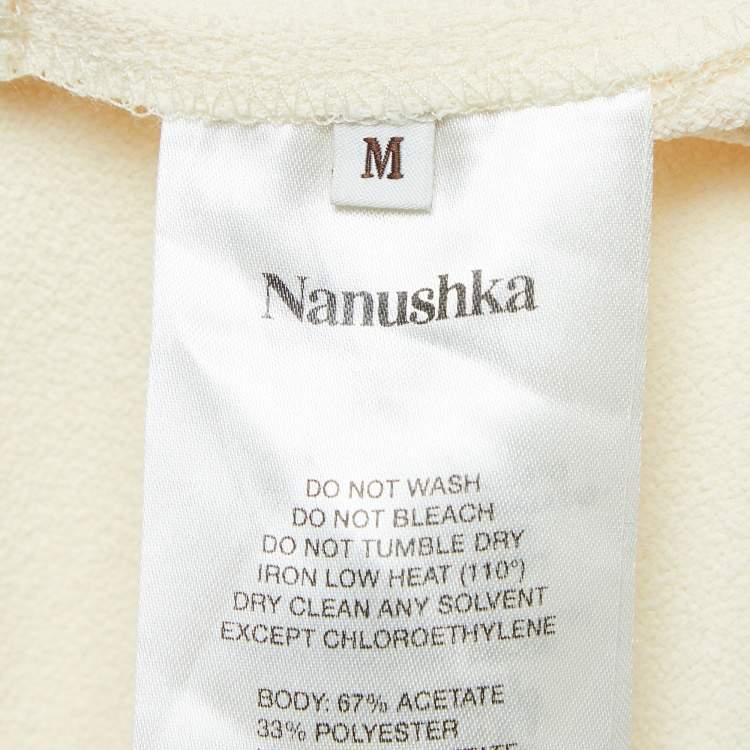 M
Nanushka
DO NOT WASH
DO NOT BLEACH
DO NOT TUMBLE DRY
IRON LOW HEAT (110°)
DRY CLEAN ANY SOLVENT
EXCEPT CHLOROETHYLENE
BODY: 67% ACETATE
33% POLYESTER